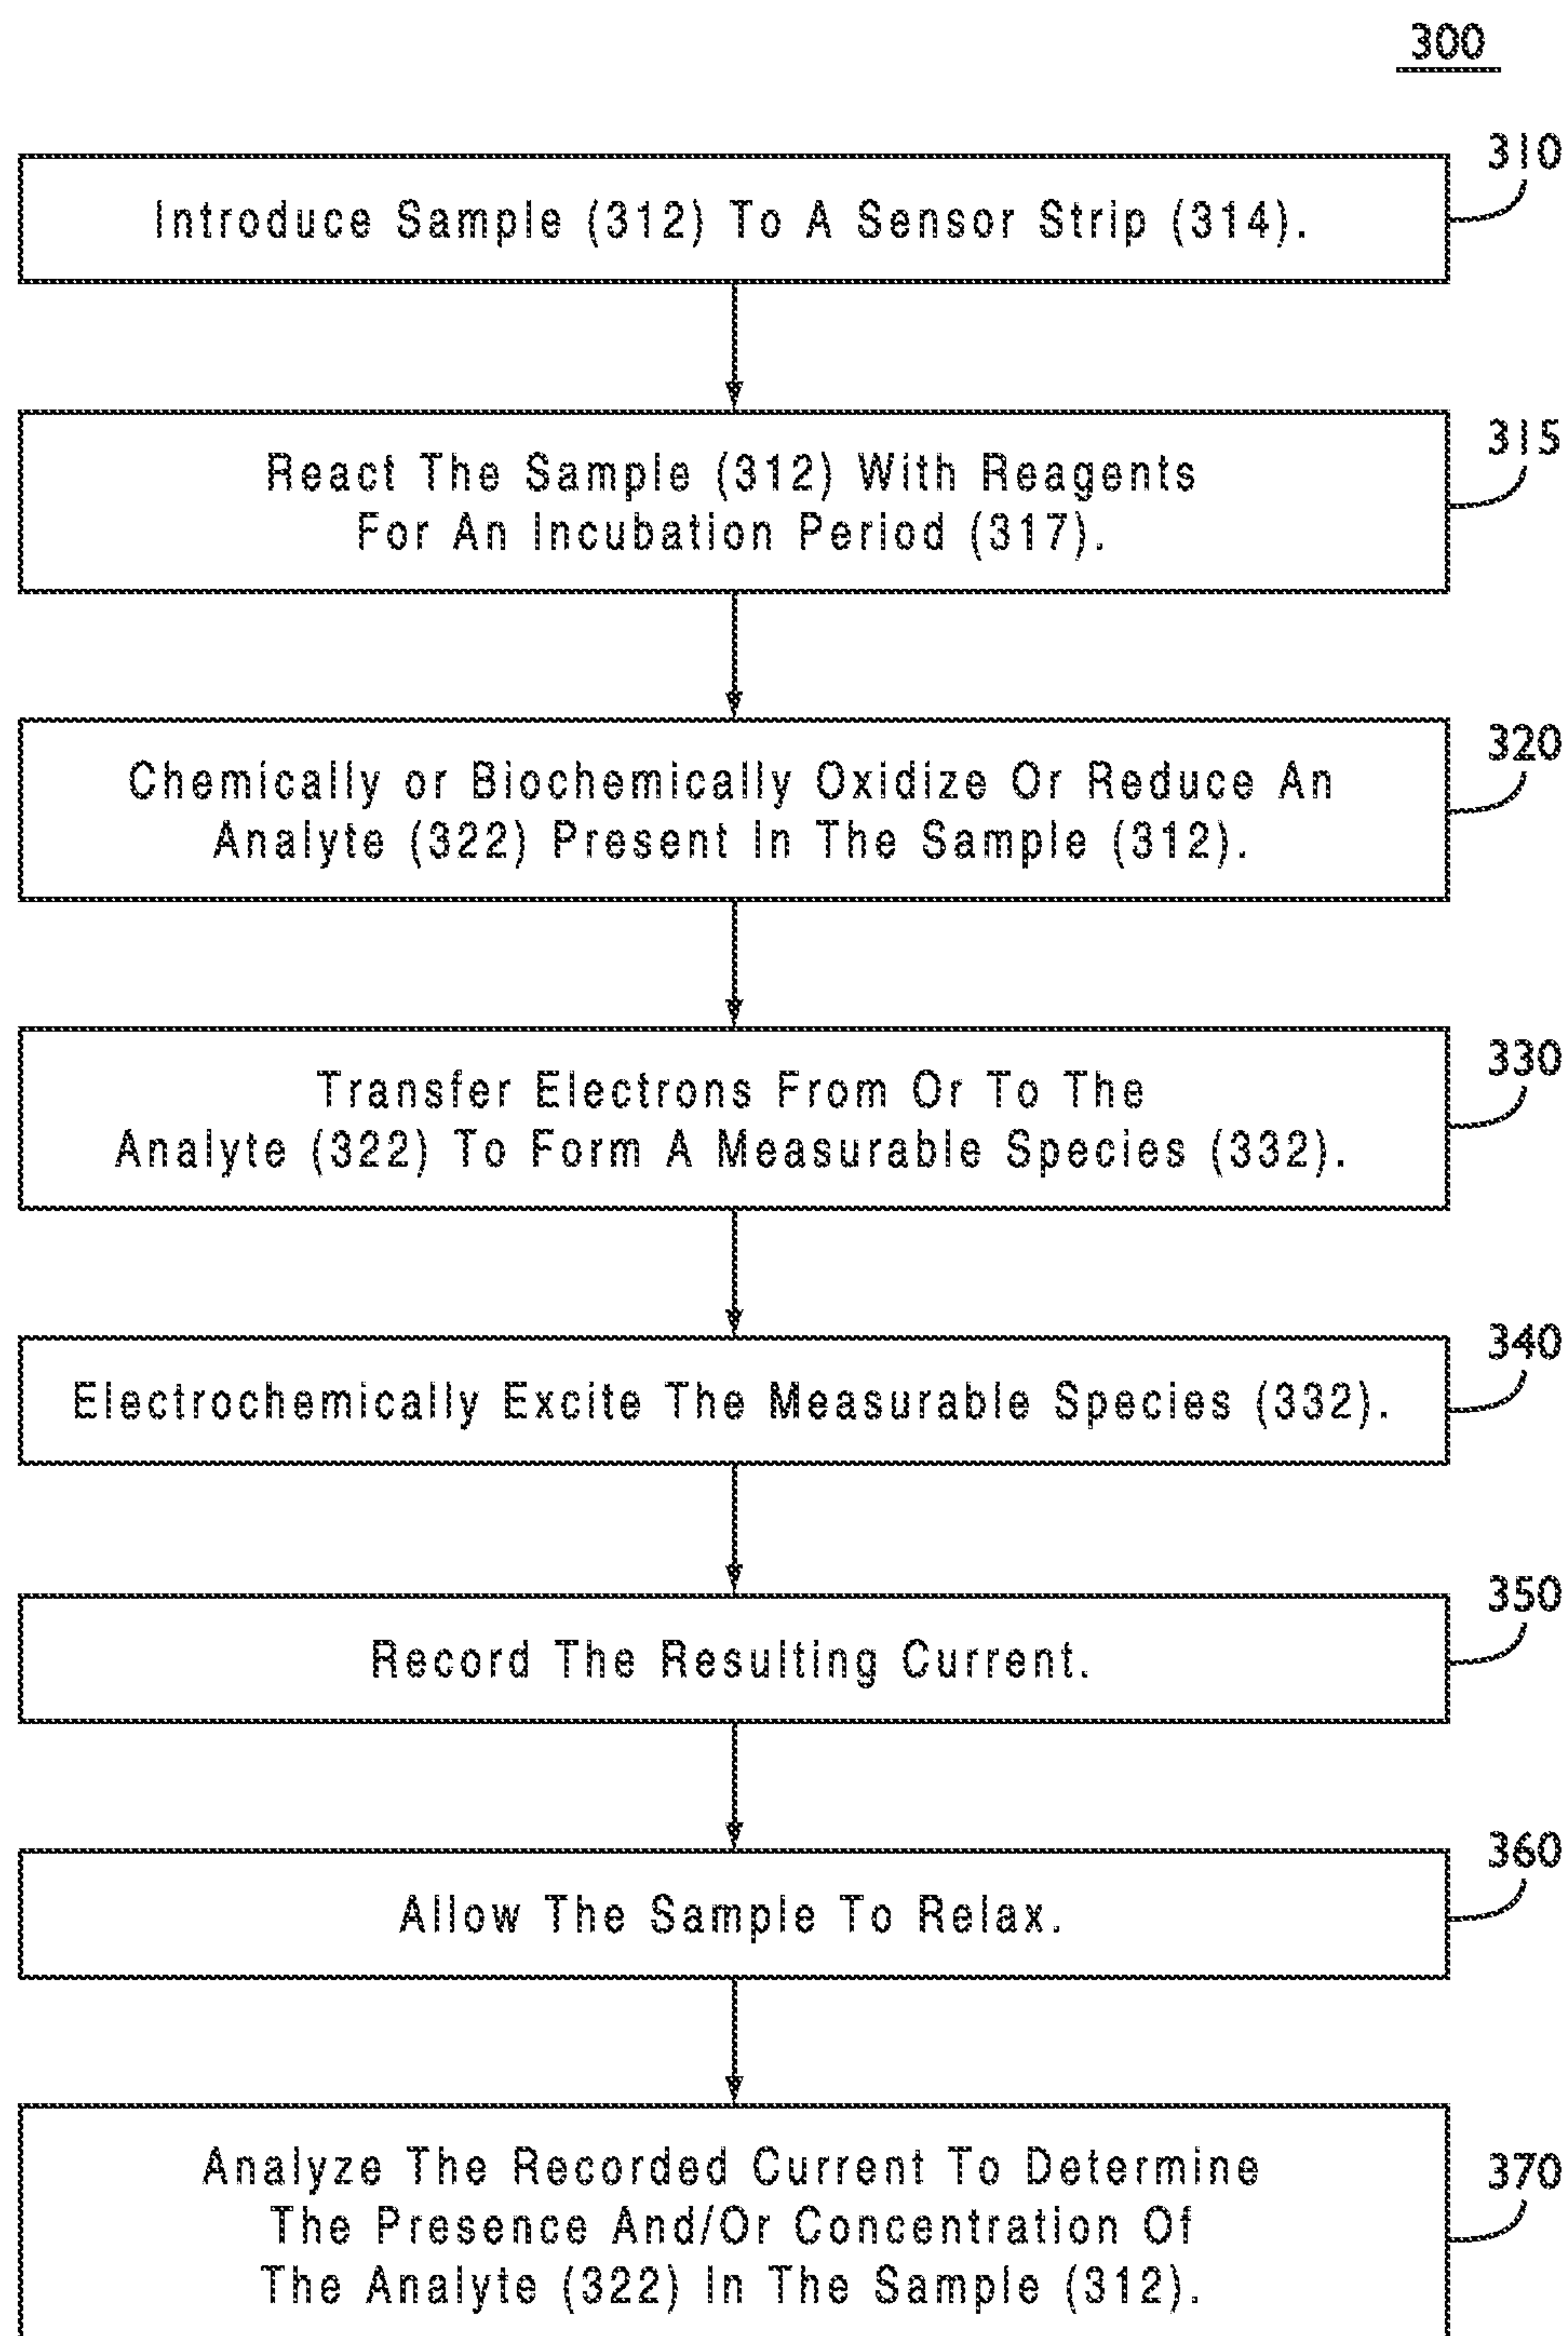 300
310
Introduce Sample (312) To A Sensor Strip (314).
315
React The Sample (312) With Reagents
For An Incubation Period (317).
320
Chemically or Biochemically Oxidize Or Reduce An
Analyte (322) Present In The Sample (312).
330
Transfer Electrons From Or To The
Analyte (322) To Form A Measurable Species (332).
340
Electrochemically Excite The Measurable Species (332).
350
Record The Resulting Current.
360
Allow The Sample To Relax.
370
Analyze The Recorded Current To Determine
The Presence And/Or Concentration Of
The Analyte (322) In The Sample (312).